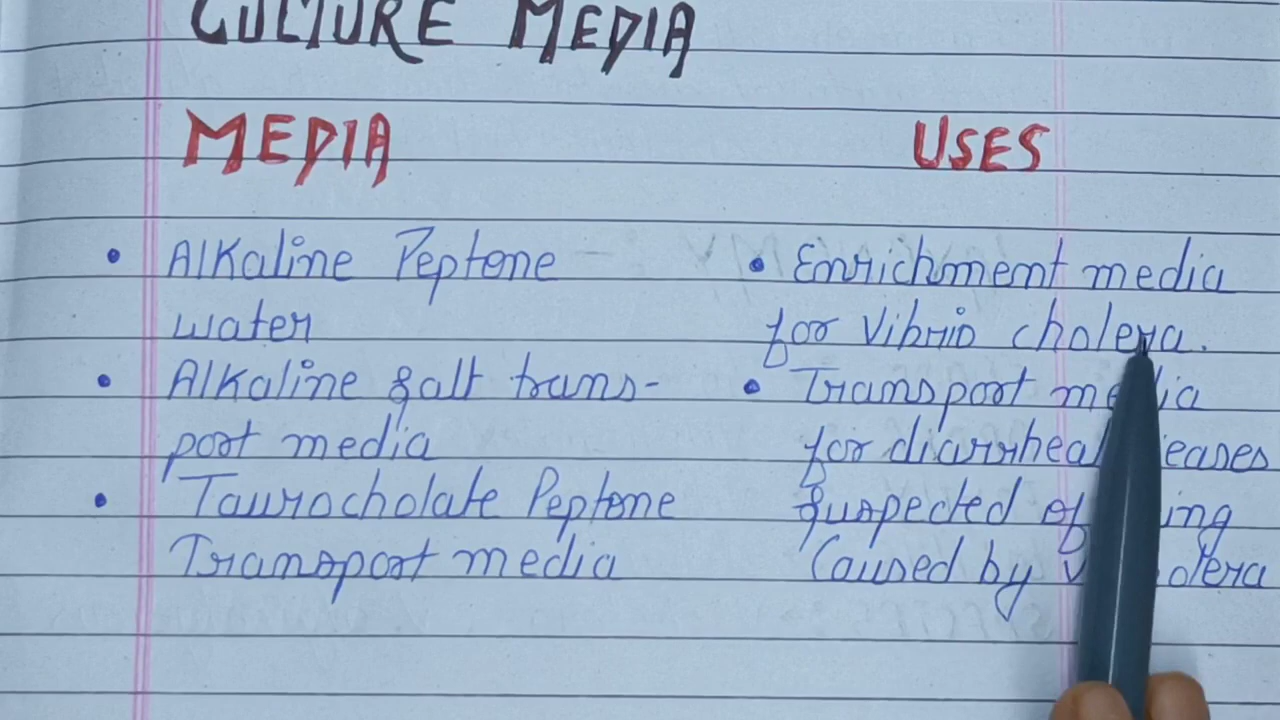 CULTURE MEDIA
MEDIA
USES
• Alkaline Peptone
water
• Alkaline salt trans-
port media
• Taurocholate Peptone
Transport media
• Enrichment media
for Vibrio cholera.
• Transport media
for diarrheal
suspected of
Caused by